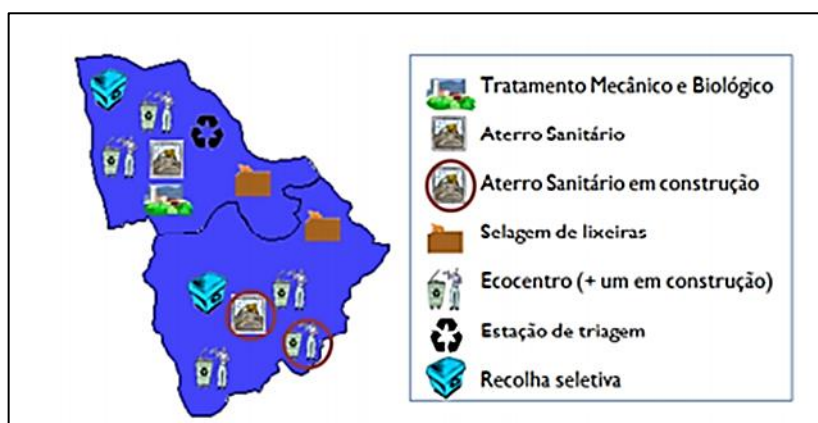 Tratamento Mecânico e Biológico
Aterro Sanitário
Aterro Sanitário em construção
Selagem de lixeiras
Ecocentro (+ um em construção)
Estação de triagem
Recolha seletiva